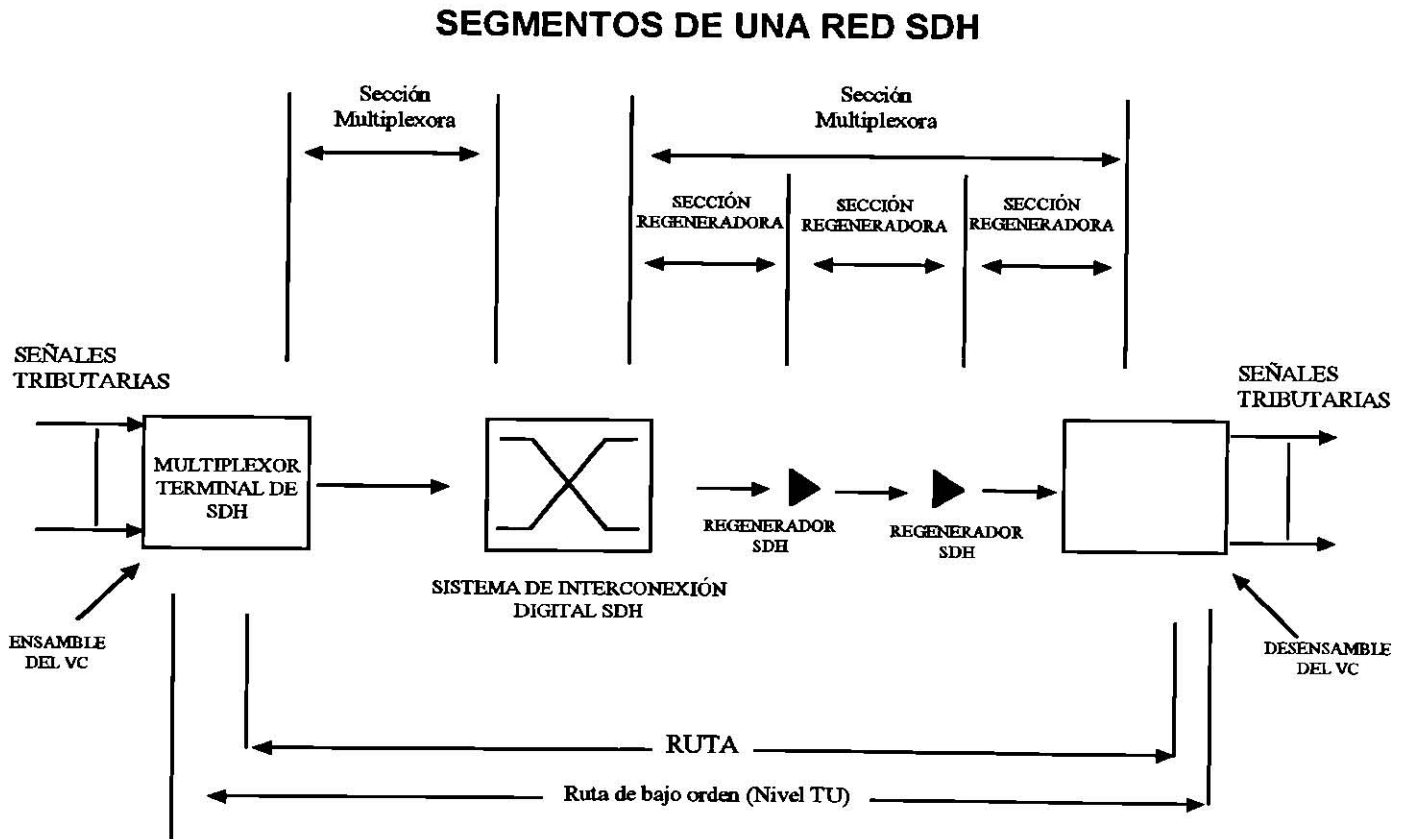 SEGMENTOS DE UNA RED SDH
Sección
Multiplexora
Sección
Multiplexora
SECCIÓN
REGENERADORA
SECCIÓN
REGENERADORA
SECCIÓN
REGENERADORA
SEÑALES
TRIBUTARIAS
SEÑALES
TRIBUTARIAS
MULTIPLEXOR
TERMINAL DE
SDH
REGENERADOR
SDH
REGENERADOR
SDH
SISTEMA DE INTERCONEXIÓN
DIGITAL SDH
ENSAMBLE
DEL VC
DESENSAMBLE
DEL VC
RUTA
Ruta de bajo orden (Nivel TU)